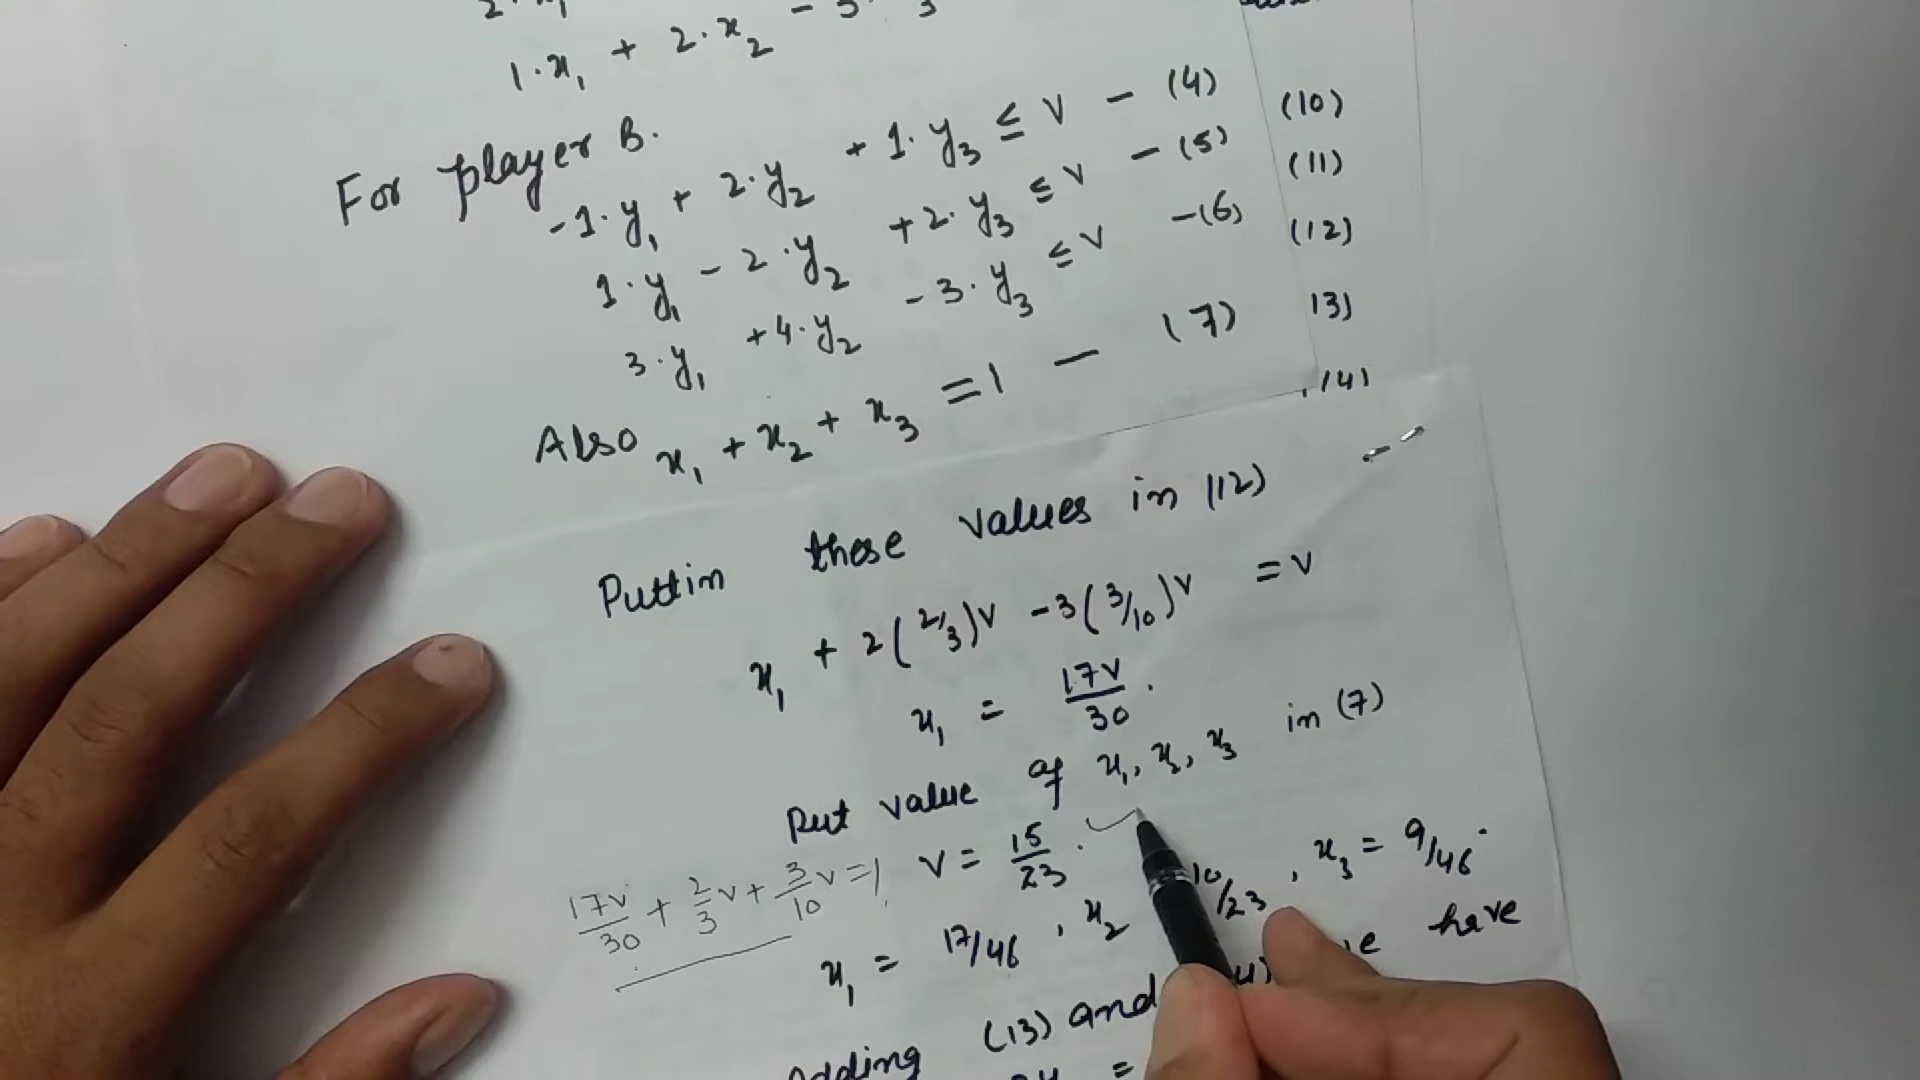 1·x₁ + 2·x₂ - 3· ₃
For player B.
-1·y₁ + 2·y₂ + 1·y₃ ≤ v - (4)
(10)
1·y₁ - 2·y₂ + 2·y₃ ≤ v - (5)
(11)
3·y₁ + 4·y₂ - 3·y₃ ≤ v - (6)
(12)
Also x₁ + x₂ + x₃ = 1 — (7)
13)
14)
Puttin these values in (12)
x₁ + 2(2/3)v - 3(3/10)v = v
x₁ = 17v/30.
Put value of x₁, x₂, x₃ in (7)
17v/30 + 2/3 v + 3/10 v = 1
v = 15/23.
x₁ = 17/46, x₂ 10/23, x₃ = 9/46.
Adding (13) and have